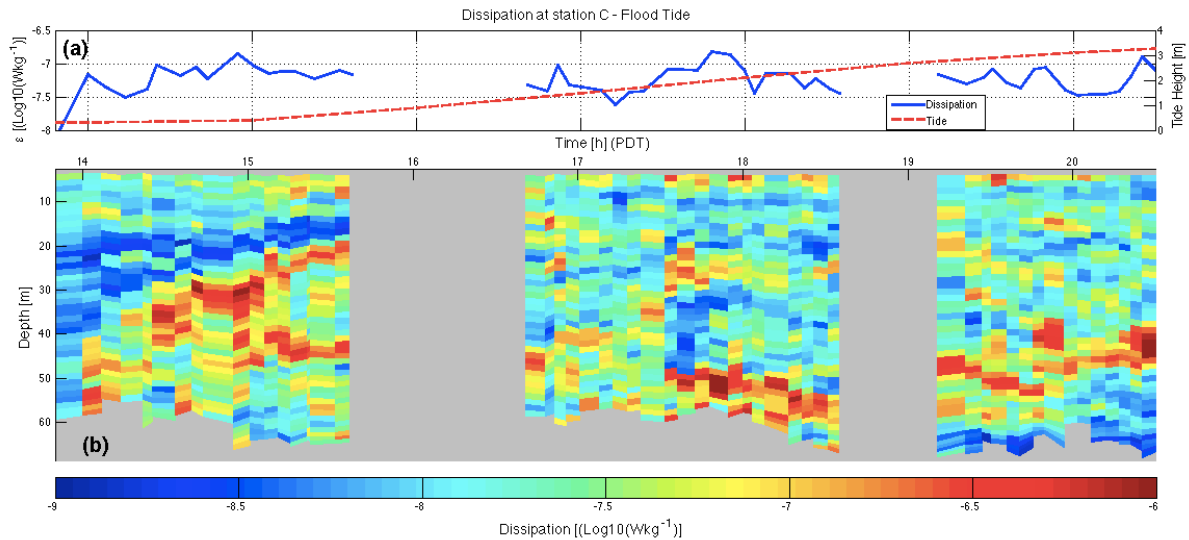 Dissipation at station C - Flood Tide
-6.5
-7
-7.5
-8
ε [(Log10(Wkg-1)]
(a)
4
3
2
1
0
Tide Height [m]
Dissipation
Tide
Time [h] (PDT)
14 15 16 17 18 19 20
10
20
30
40
50
60
Depth [m]
(b)
-9 -8.5 -8 -7.5 -7 -6.5 -6
Dissipation [(Log10(Wkg-1)]